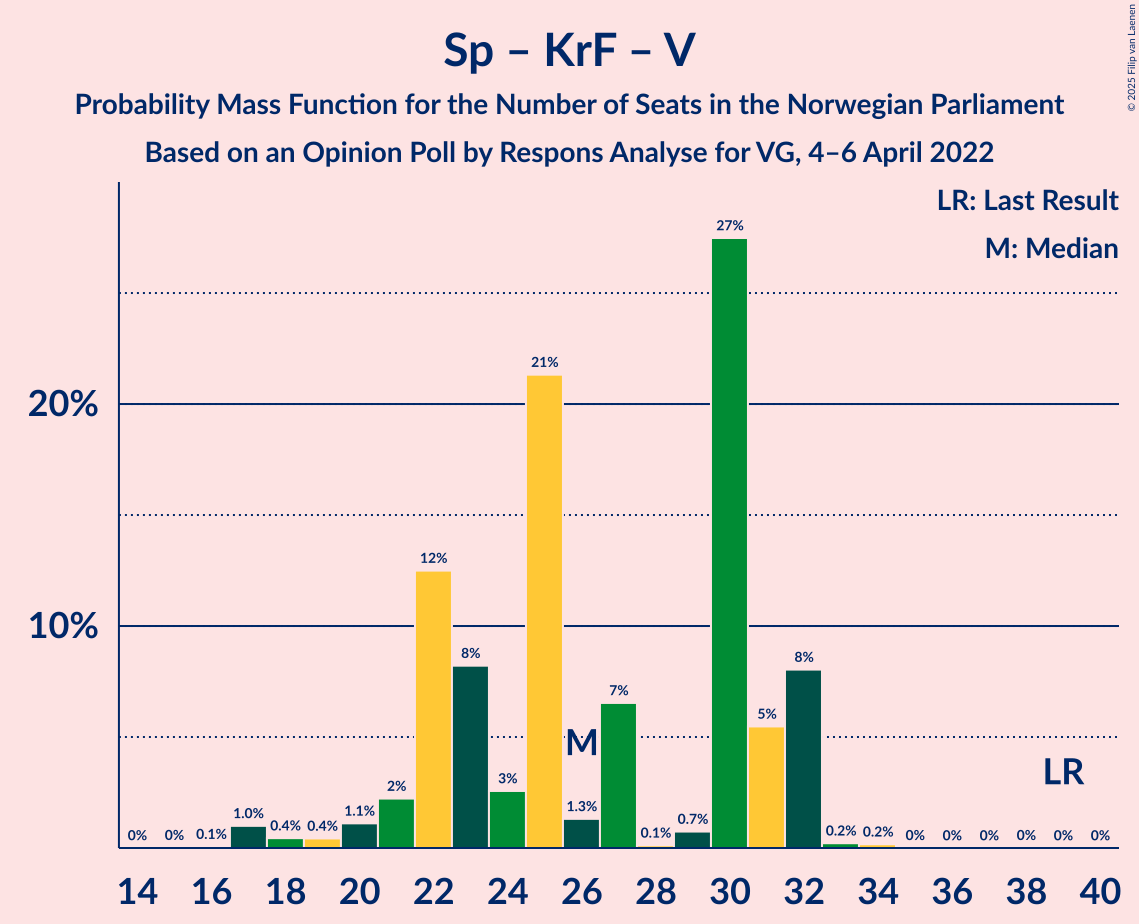 Sp – KrF – V
Probability Mass Function for the Number of Seats in the Norwegian Parliament
Based on an Opinion Poll by Respons Analyse for VG, 4–6 April 2022
© 2025 Filip van Laenen
LR: Last Result
M: Median
20%
10%
0% 0% 0.1% 1.0% 0.4% 0.4% 1.1% 2% 12% 8% 3% 21% 1.3% 7% 0.1% 0.7% 27% 5% 8% 0.2% 0.2% 0% 0% 0% 0% 0% 0%
M
LR
14 16 18 20 22 24 26 28 30 32 34 36 38 40